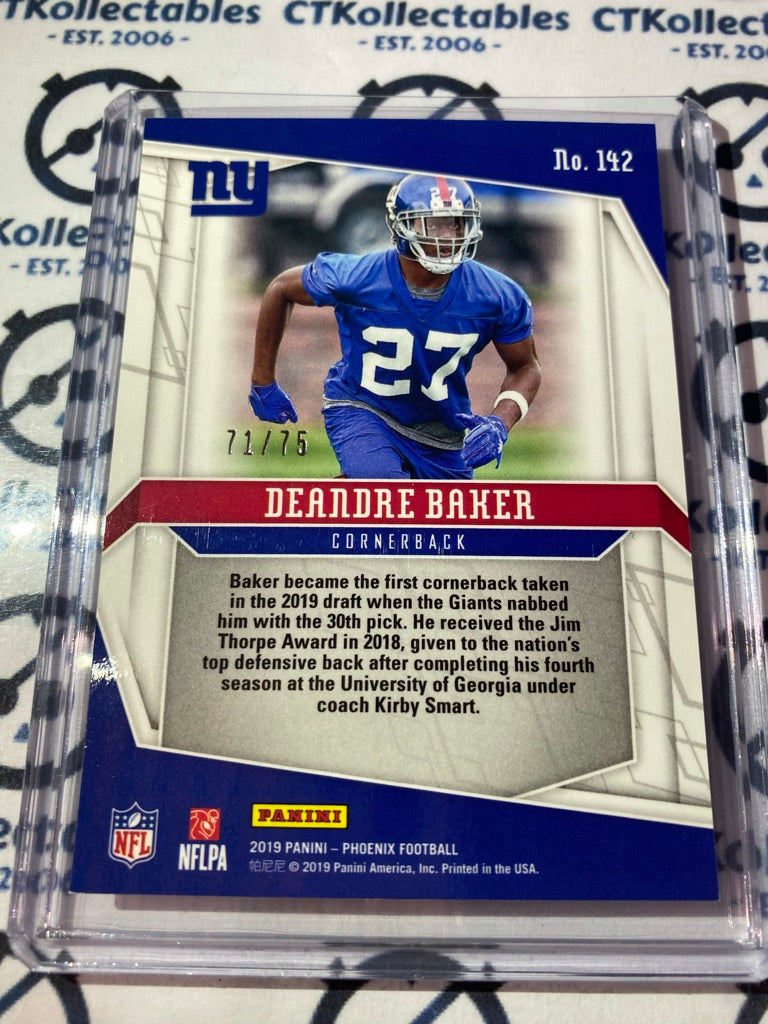 CTKollectables
CTKollectables
- EST. 2006 -
- EST. 2006 -
- EST.
No. 142
ny
27
27
71/75
DEANDRE BAKER
CORNERBACK
Baker became the first cornerback taken
in the 2019 draft when the Giants nabbed
him with the 30th pick. He received the Jim
Thorpe Award in 2018, given to the nation's
top defensive back after completing his fourth
season at the University of Georgia under
coach Kirby Smart.
NFL
NFLPA
PANINI
2019 PANINI – PHOENIX FOOTBALL
帕尼尼 © 2019 Panini America, Inc. Printed in the USA.